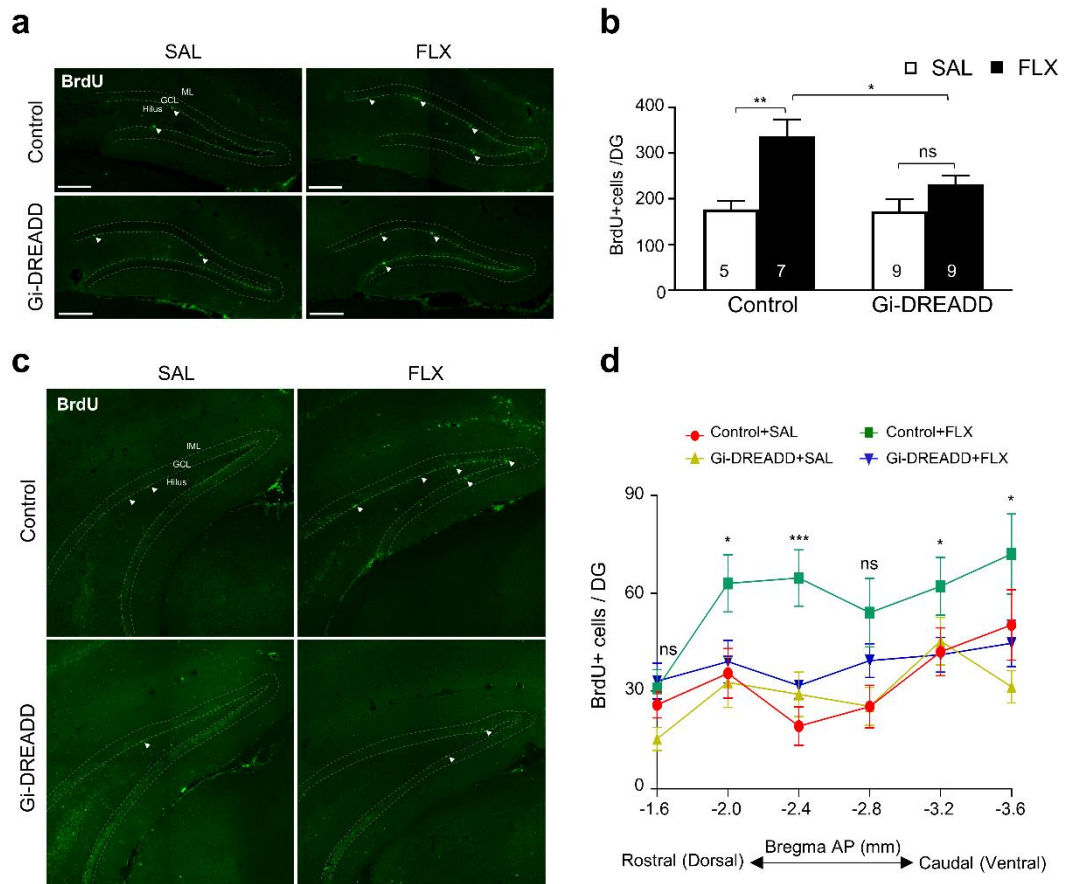 a
SAL
FLX
BrdU
ML
GCL
Hilus
Control
Gi-DREADD
b
SAL
FLX
**
*
ns
400
300
200
100
0
BrdU+cells /DG
5
7
9
9
Control
Gi-DREADD
c
SAL
FLX
BrdU
IML
GCL
Hilus
Control
Gi-DREADD
d
Control+SAL
Control+FLX
Gi-DREADD+SAL
Gi-DREADD+FLX
90
60
30
0
BrdU+ cells / DG
ns
*
***
ns
*
*
-1.6
-2.0
-2.4
-2.8
-3.2
-3.6
Bregma AP (mm)
Rostral (Dorsal)
Caudal (Ventral)